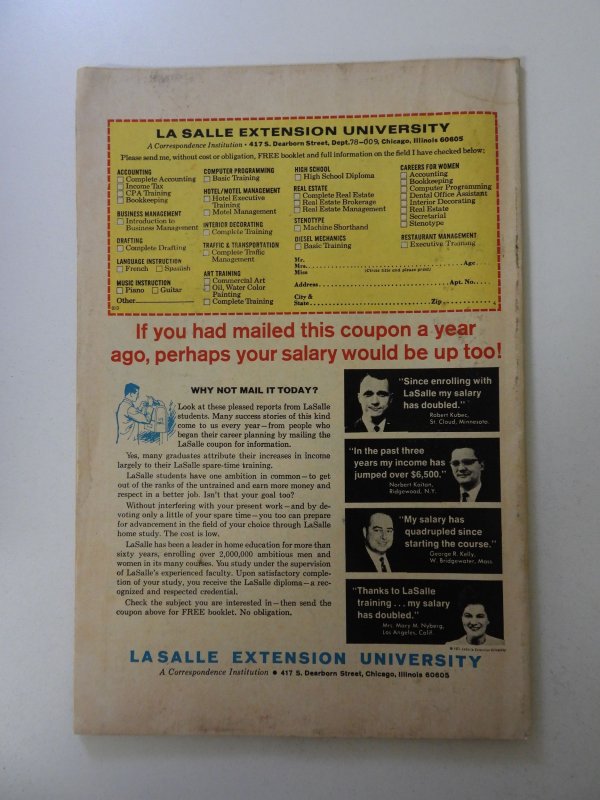 LA SALLE EXTENSION UNIVERSITY
A Correspondence Institution • 417 S. Dearborn Street, Dept.78-009, Chicago, Illinois 60605
Please send me, without cost or obligation, FREE booklet and full information on the field I have checked below:
ACCOUNTING
Complete Accounting
Income Tax
CPA Training
Bookkeeping
BUSINESS MANAGEMENT
Introduction to
Business Management
DRAFTING
Complete Drafting
LANGUAGE INSTRUCTION
French Spanish
MUSIC INSTRUCTION
Piano Guitar
Other
COMPUTER PROGRAMMING
Basic Training
HOTEL/MOTEL MANAGEMENT
Hotel Executive
Training
Motel Management
INTERIOR DECORATING
Complete Training
TRAFFIC & TRANSPORTATION
Complete Traffic
Management
ART TRAINING
Commercial Art
Oil, Water Color
Painting
Complete Training
HIGH SCHOOL
High School Diploma
REAL ESTATE
Complete Real Estate
Real Estate Brokerage
Real Estate Management
STENOTYPE
Machine Shorthand
DIESEL MECHANICS
Basic Training
CAREERS FOR WOMEN
Accounting
Bookkeeping
Computer Programming
Dental Office Assistant
Interior Decorating
Real Estate
Secretarial
Stenotype
RESTAURANT MANAGEMENT
Executive Training
Mr.
Mrs. Age
Miss (Circle title and please print)
Address Apt. No.
City &
State Zip
If you had mailed this coupon a year
ago, perhaps your salary would be up too!
WHY NOT MAIL IT TODAY?
Look at these pleased reports from LaSalle
students. Many success stories of this kind
come to us every year—from people who
began their career planning by mailing the
LaSalle coupon for information.
Yes, many graduates attribute their increases in income
largely to their LaSalle spare-time training.
LaSalle students have one ambition in common—to get
out of the ranks of the untrained and earn more money and
respect in a better job. Isn't that your goal too?
Without interfering with your present work—and by de-
voting only a little of your spare time—you too can prepare
for advancement in the field of your choice through LaSalle
home study. The cost is low.
LaSalle has been a leader in home education for more than
sixty years, enrolling over 2,000,000 ambitious men and
women in its many courses. You study under the supervision
of LaSalle's experienced faculty. Upon satisfactory comple-
tion of your study, you receive the LaSalle diploma—a rec-
ognized and respected credential.
Check the subject you are interested in—then send the
coupon above for FREE booklet. No obligation.
"Since enrolling with
LaSalle my salary
has doubled."
Robert Kubec,
St. Cloud, Minnesota.
"In the past three
years my income has
jumped over $6,500."
Norbert Kaitan,
Ridgewood, N.Y.
"My salary has
quadrupled since
starting the course."
George R. Kelly,
W. Bridgewater, Mass.
"Thanks to LaSalle
training . . . my salary
has doubled."
Mrs. Mary M. Nyberg,
Los Angeles, Calif.
LA SALLE EXTENSION UNIVERSITY
A Correspondence Institution • 417 S. Dearborn Street, Chicago, Illinois 60605